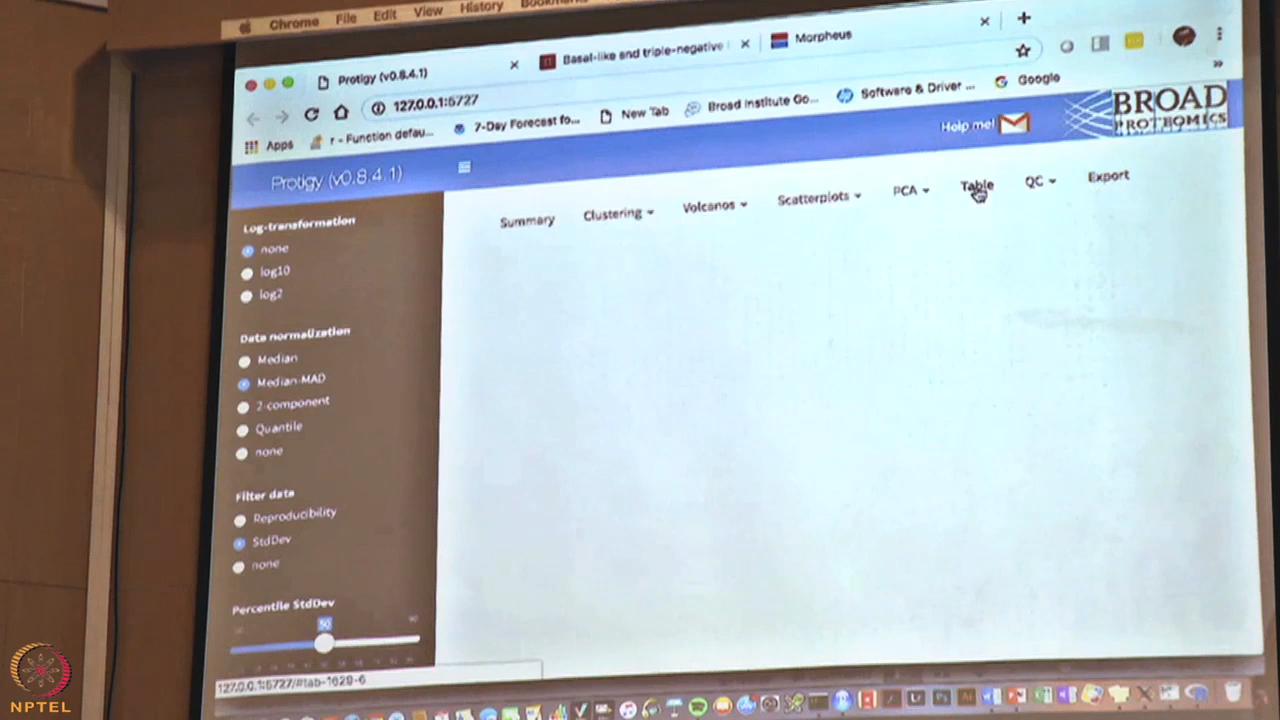 Chrome File Edit View History Bookmarks
Protigy (v0.8.4.1)
Basal-like and triple-negative
Morpheus
127.0.0.1:5727
Apps
r - Function defau...
7-Day Forecast fo...
New Tab
Broad Institute Go...
Software & Driver ...
Google
Protigy (v0.8.4.1)
Help me!
BROAD
PROTEOMICS
Summary
Clustering
Volcanos
Scatterplots
PCA
Table
QC
Export
Log-transformation
none
log10
log2
Data normalization
Median
Median-MAD
2-component
Quantile
none
Filter data
Reproducibility
StdDev
none
Percentile StdDev
50
90
127.0.0.1:5727/#tab-1629-6
NPTEL